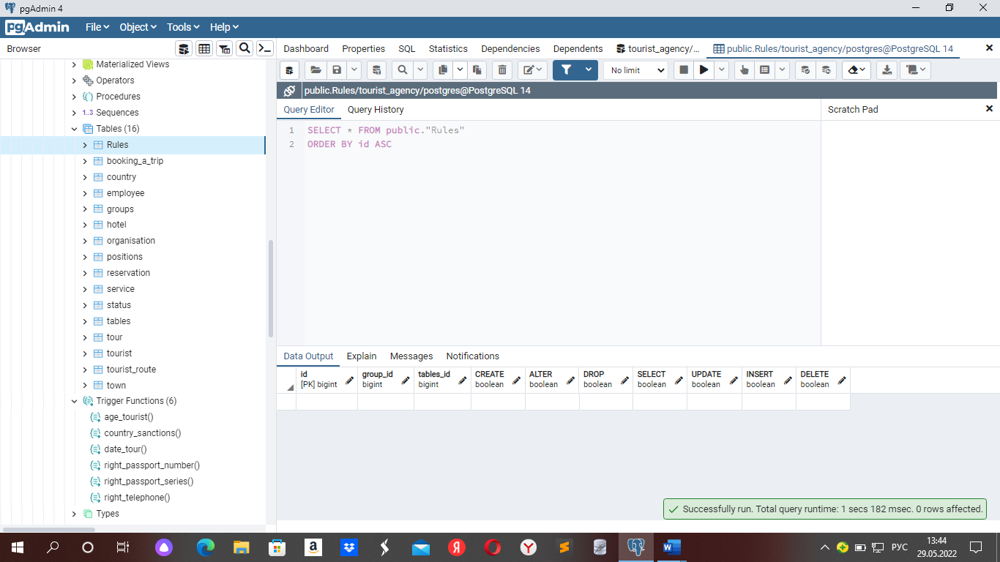 pgAdmin 4
pgAdmin File Object Tools Help
Browser
Dashboard Properties SQL Statistics Dependencies Dependents tourist_agency/... public.Rules/tourist_agency/postgres@PostgreSQL 14
No limit
public.Rules/tourist_agency/postgres@PostgreSQL 14
Query Editor Query History
Scratch Pad
1 SELECT * FROM public."Rules"
2 ORDER BY id ASC
Materialized Views
Operators
Procedures
1..3 Sequences
Tables (16)
Rules
booking_a_trip
country
employee
groups
hotel
organisation
positions
reservation
service
status
tables
tour
tourist
tourist_route
town
Trigger Functions (6)
age_tourist()
country_sanctions()
date_tour()
right_passport_number()
right_passport_series()
right_telephone()
Types
Data Output Explain Messages Notifications
id group_id tables_id CREATE ALTER DROP SELECT UPDATE INSERT DELETE
[PK] bigint bigint bigint boolean boolean boolean boolean boolean boolean boolean
Successfully run. Total query runtime: 1 secs 182 msec. 0 rows affected.
РУС
13:44
29.05.2022